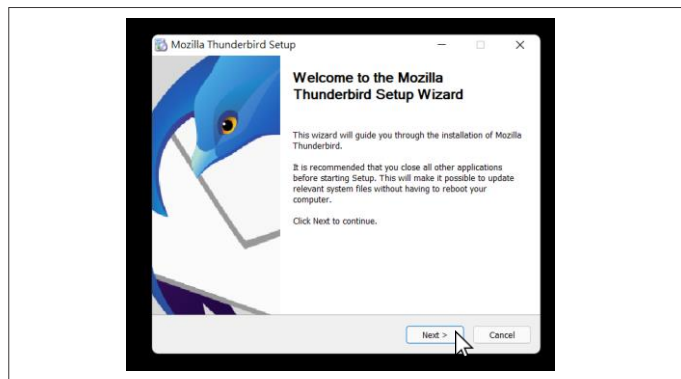 Mozilla Thunderbird Setup
Welcome to the Mozilla
Thunderbird Setup Wizard
This wizard will guide you through the installation of Mozilla
Thunderbird.
It is recommended that you close all other applications
before starting Setup. This will make it possible to update
relevant system files without having to reboot your
computer.
Click Next to continue.
Next >
Cancel